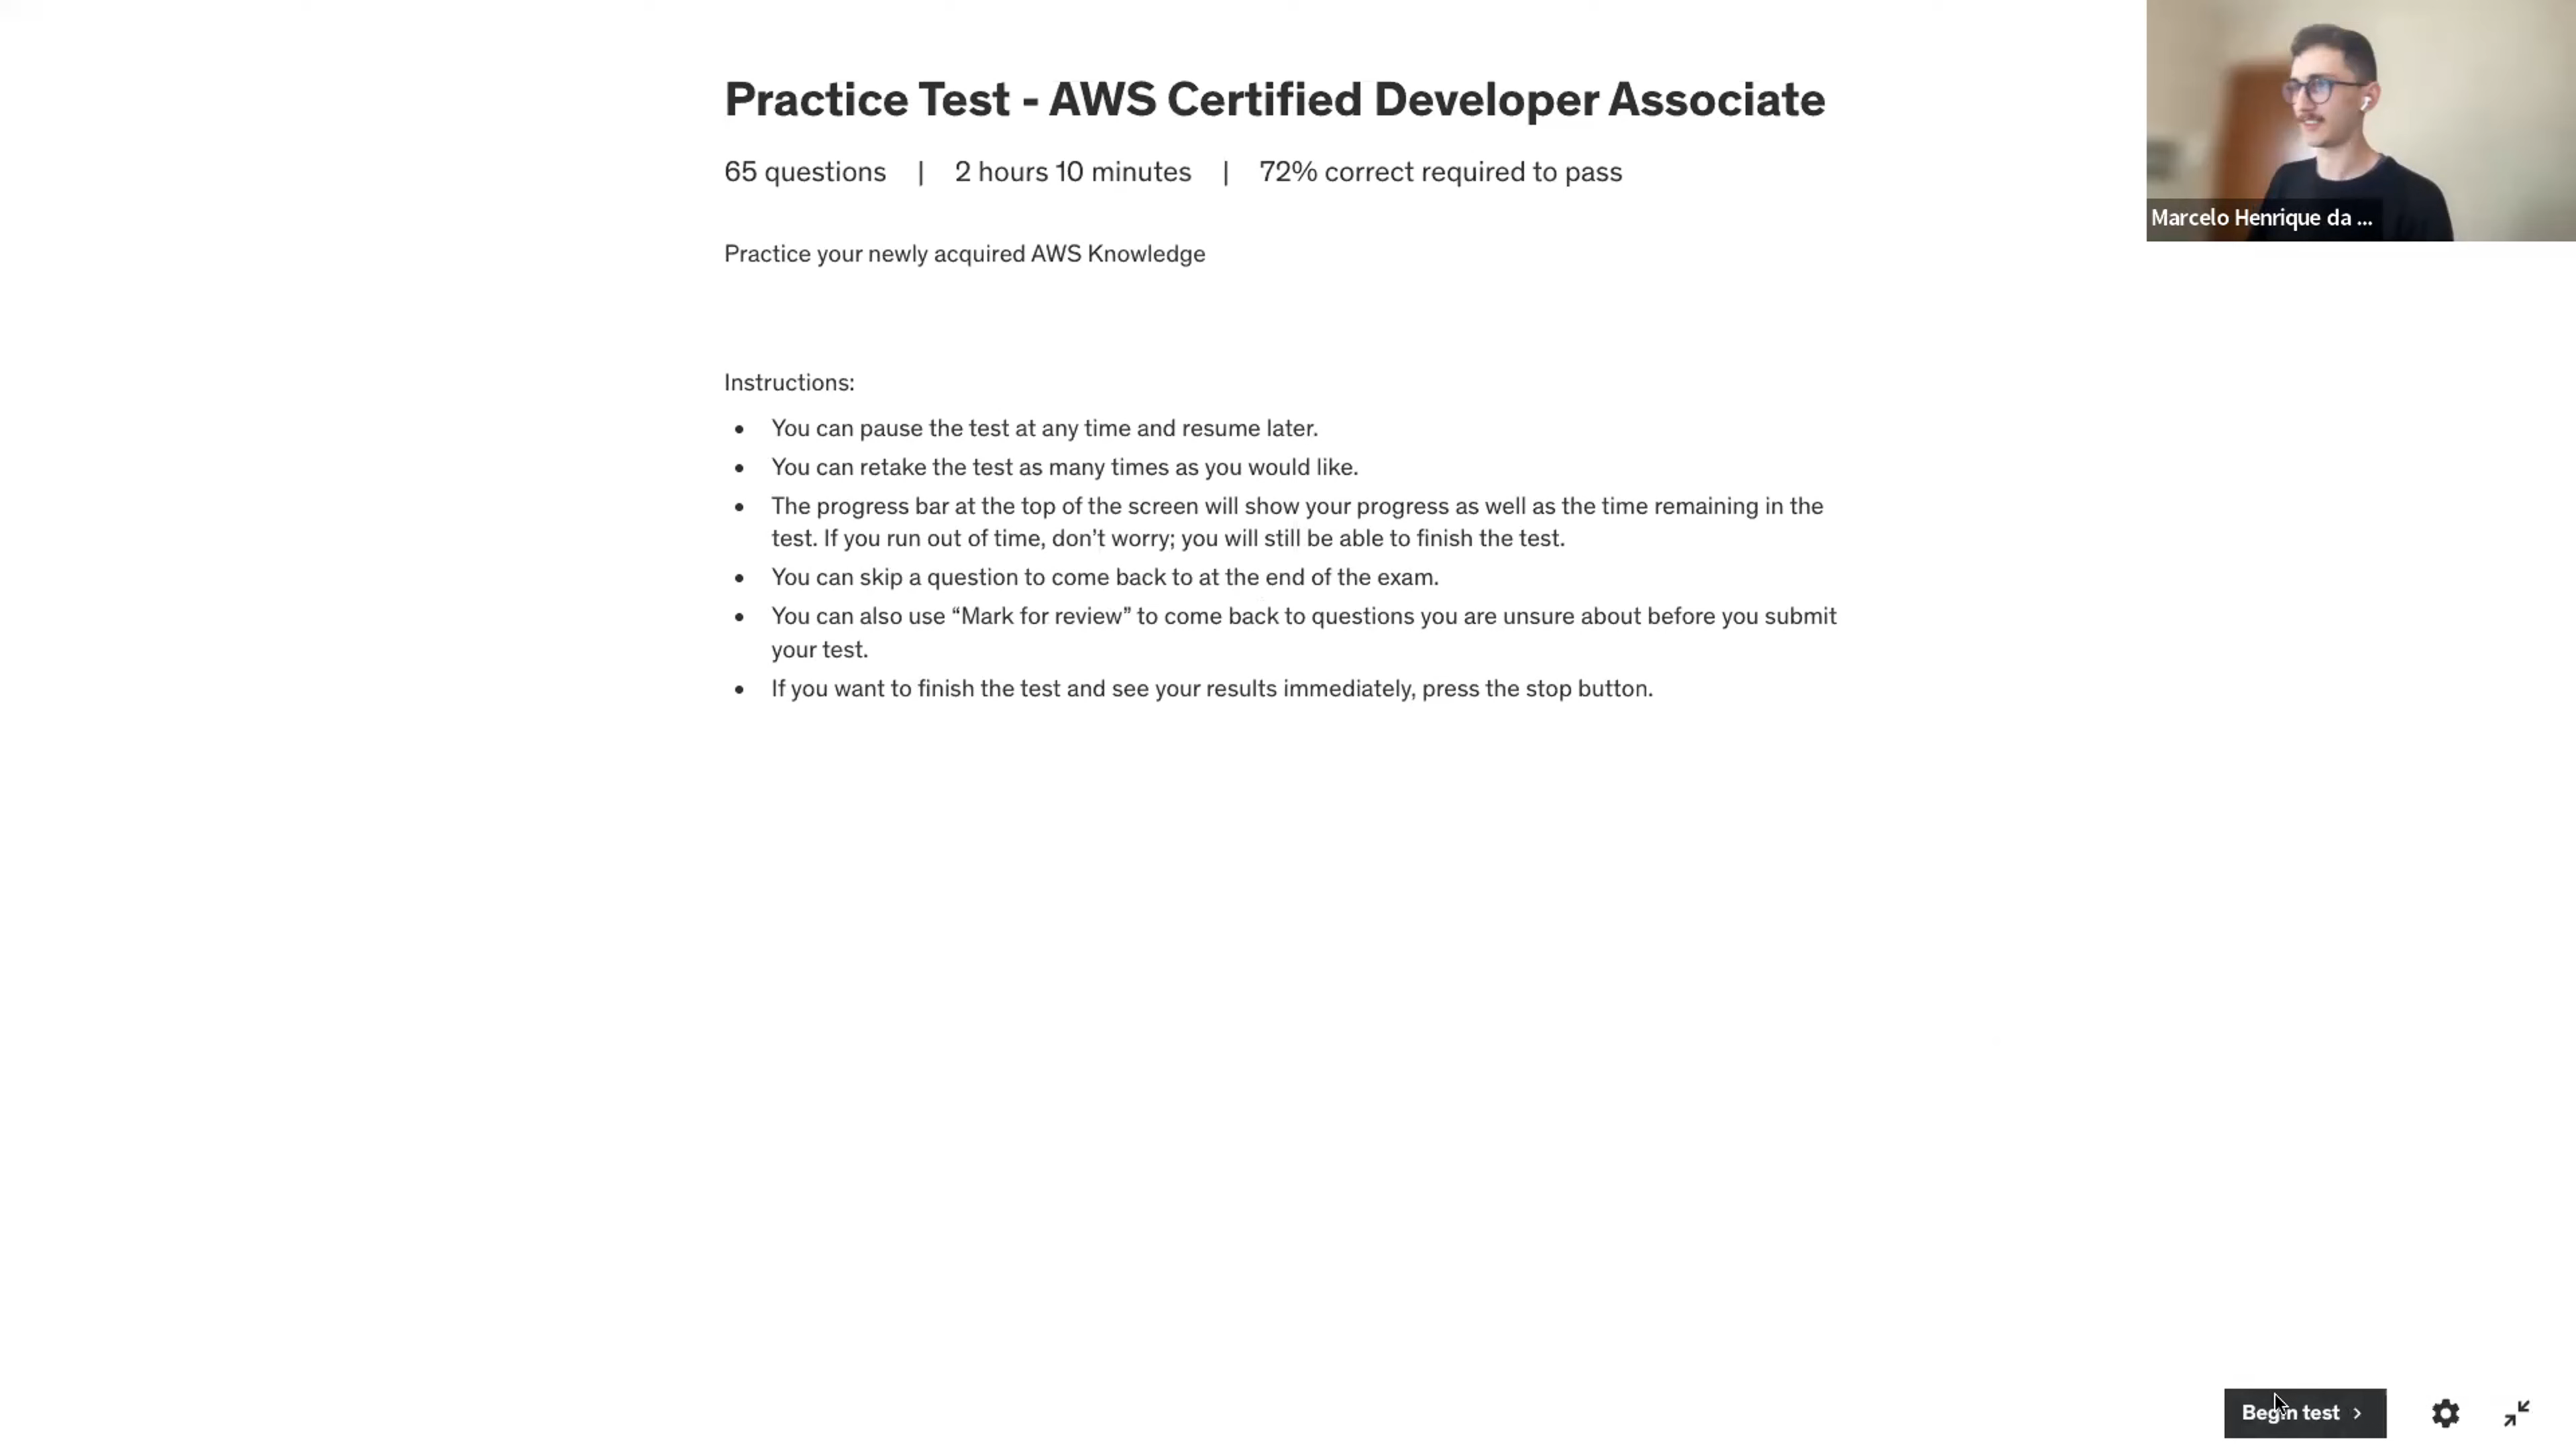 Practice Test - AWS Certified Developer Associate
65 questions | 2 hours 10 minutes | 72% correct required to pass
Practice your newly acquired AWS Knowledge
Instructions:
• You can pause the test at any time and resume later.
• You can retake the test as many times as you would like.
• The progress bar at the top of the screen will show your progress as well as the time remaining in the
test. If you run out of time, don’t worry; you will still be able to finish the test.
• You can skip a question to come back to at the end of the exam.
• You can also use “Mark for review” to come back to questions you are unsure about before you submit
your test.
• If you want to finish the test and see your results immediately, press the stop button.
Marcelo Henrique da ...
Begin test